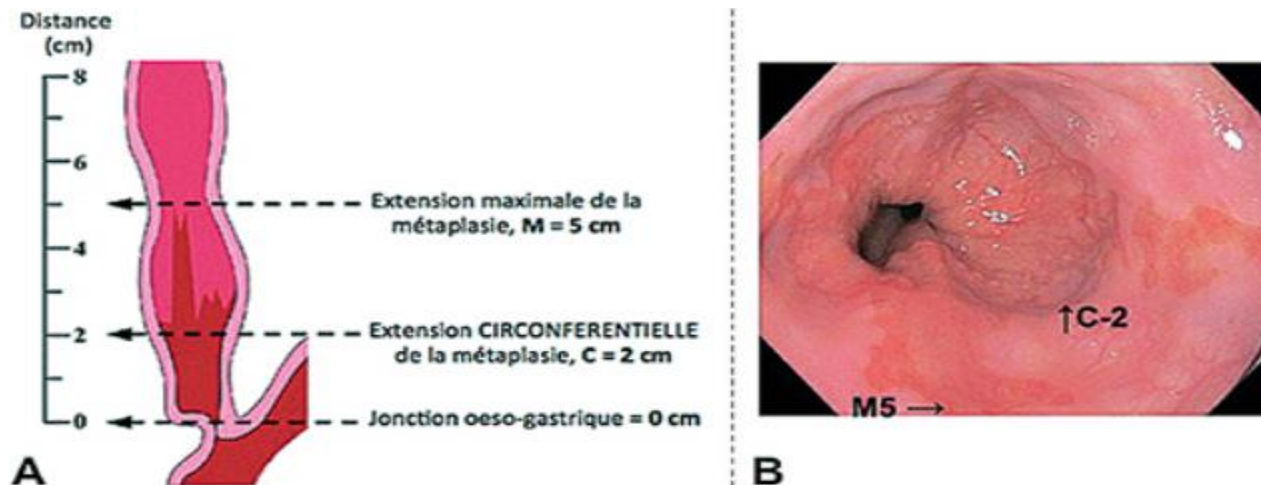 Distance
(cm)
8
6
4
2
0
Extension maximale de la
métaplasie, M = 5 cm
Extension CIRCONFERENTIELLE
de la métaplasie, C = 2 cm
Jonction oeso-gastrique = 0 cm
A
↑C-2
M5 →
B